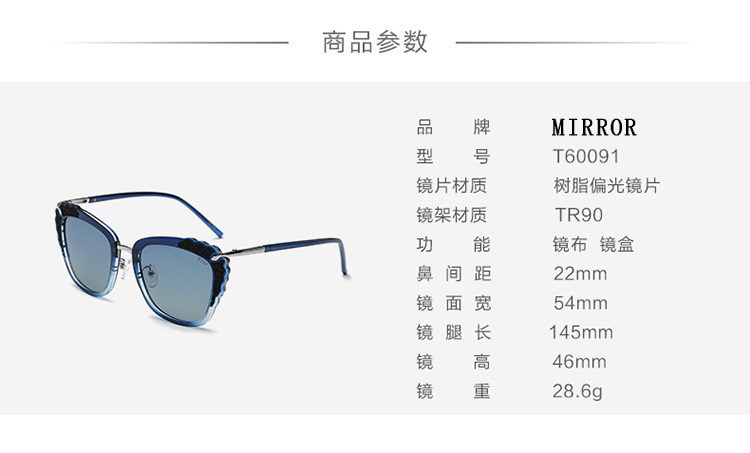 商品参数
品 牌 MIRROR
型 号 T60091
镜片材质 树脂偏光镜片
镜架材质 TR90
功 能 镜布 镜盒
鼻 间 距 22mm
镜 面 宽 54mm
镜 腿 长 145mm
镜 高 46mm
镜 重 28.6g